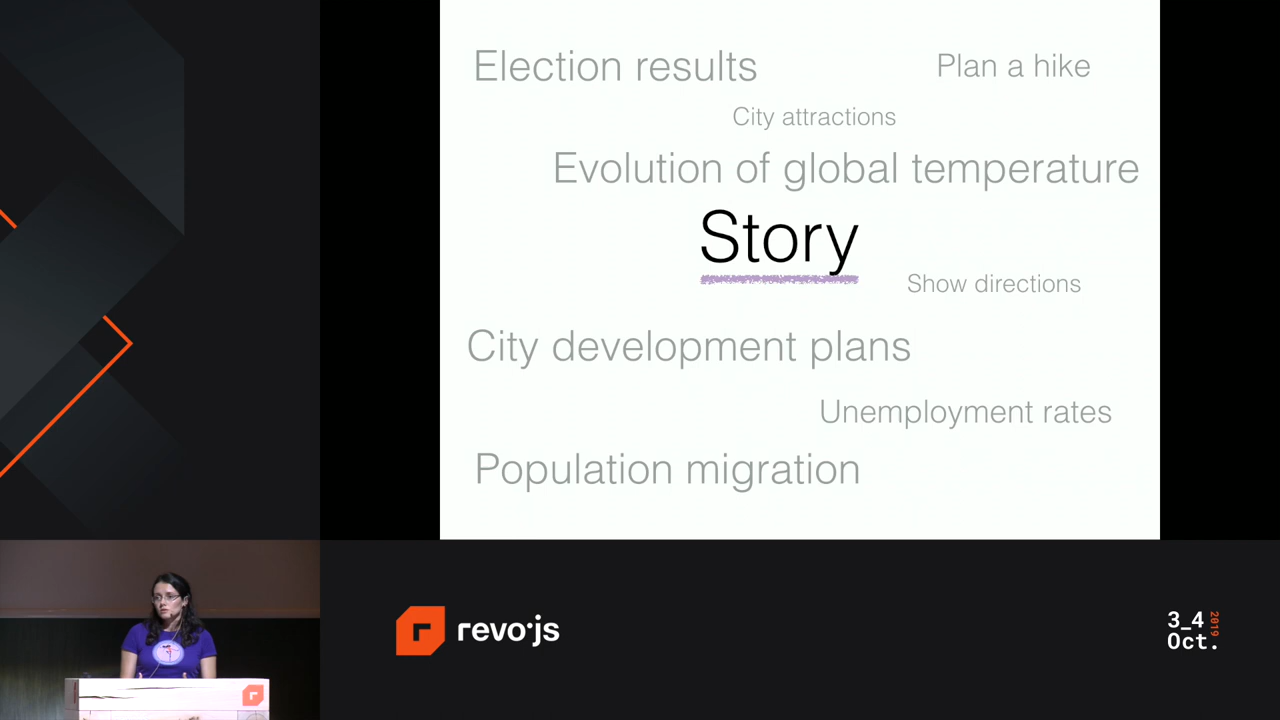 Election results
Plan a hike
City attractions
Evolution of global temperature
Story
Show directions
City development plans
Unemployment rates
Population migration
r revo·js
3_4 2019
Oct.
r